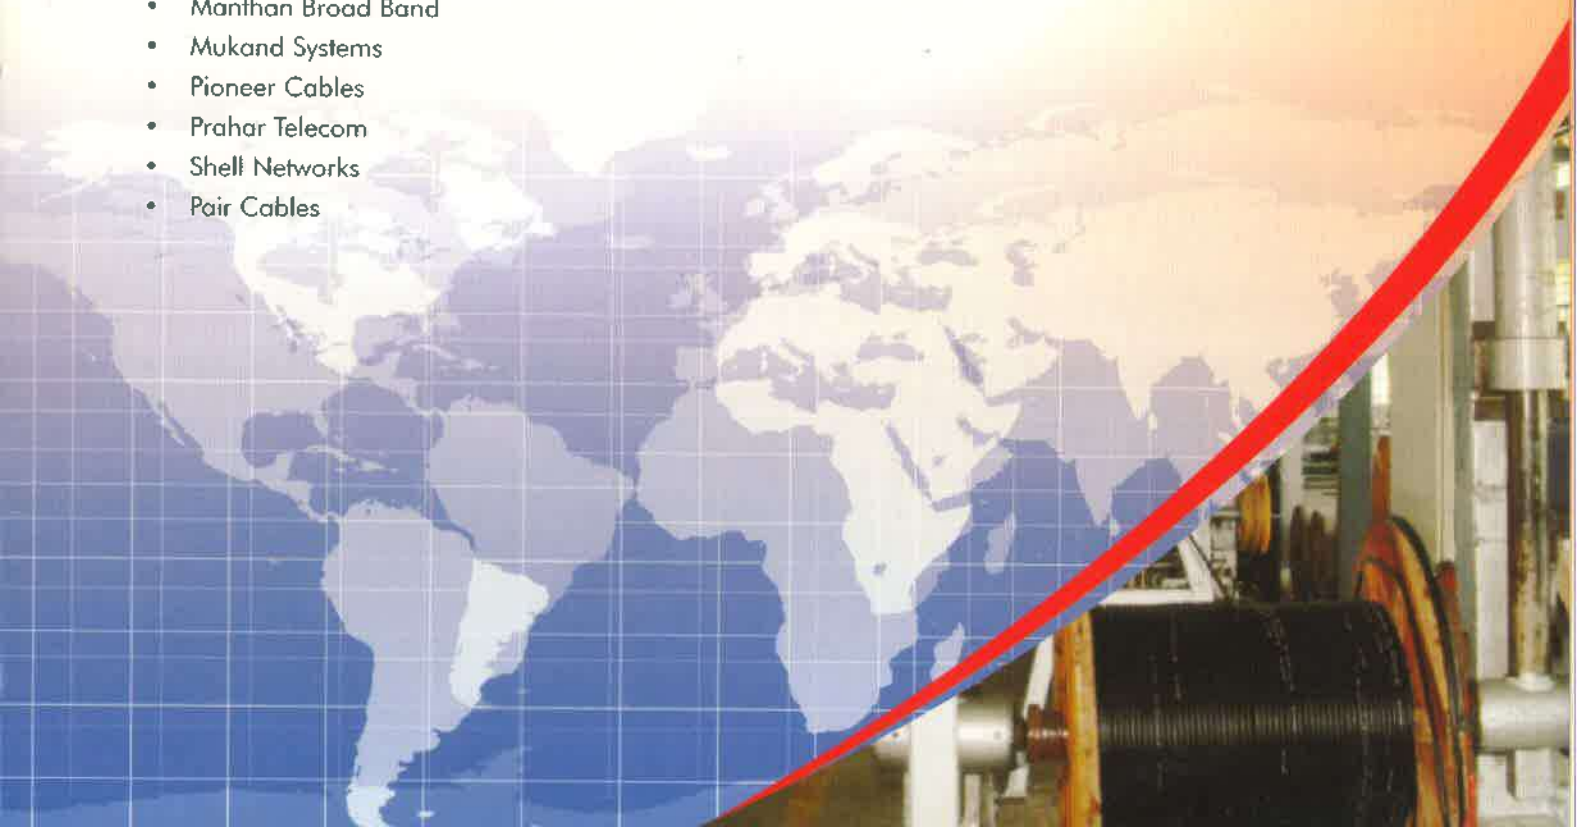 • Manthan Broad Band
• Mukand Systems
• Pioneer Cables
• Prahar Telecom
• Shell Networks
• Pair Cables